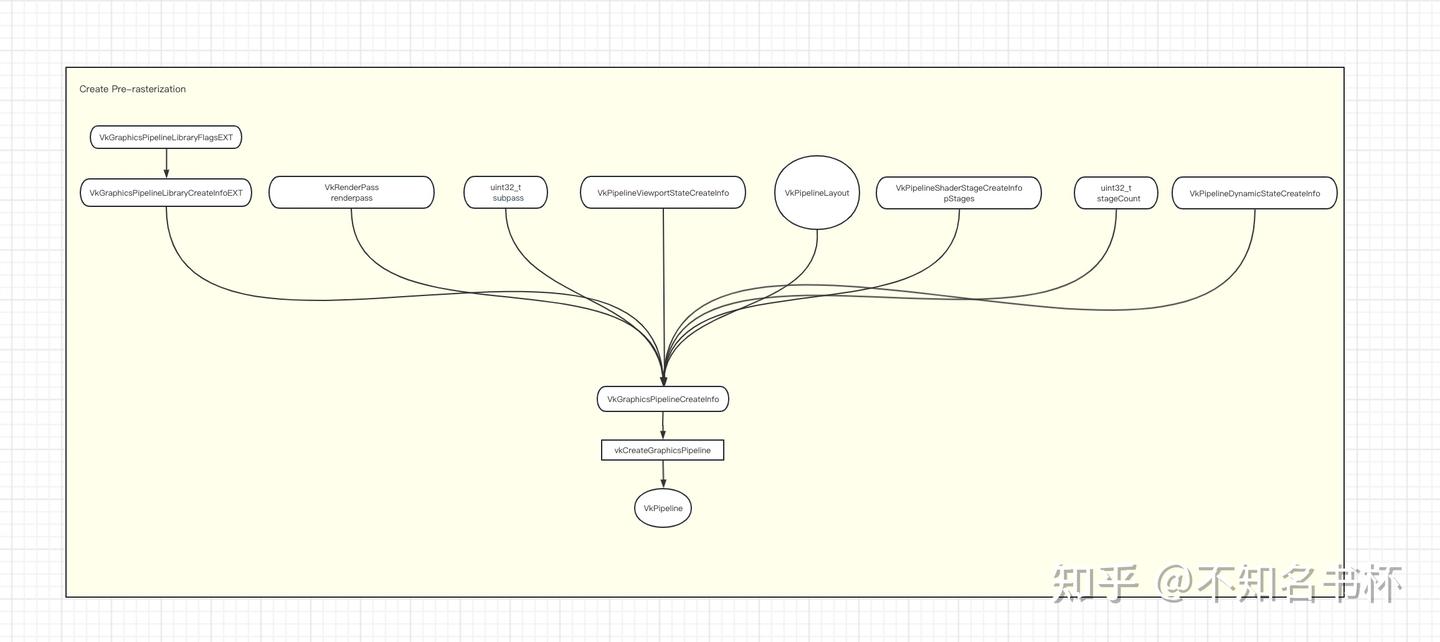 Create Pre-rasterization
VkGraphicsPipelineLibraryFlagsEXT
VkGraphicsPipelineLibraryCreateInfoEXT
VkRenderPass
renderpass
uint32_t
subpass
VkPipelineViewportStateCreateInfo
VkPipelineLayout
VkPipelineShaderStageCreateInfo
pStages
uint32_t
stageCount
VkPipelineDynamicStateCreateInfo
VkGraphicsPipelineCreateInfo
vkCreateGraphicsPipeline
VkPipeline
知乎 @不知名书杯